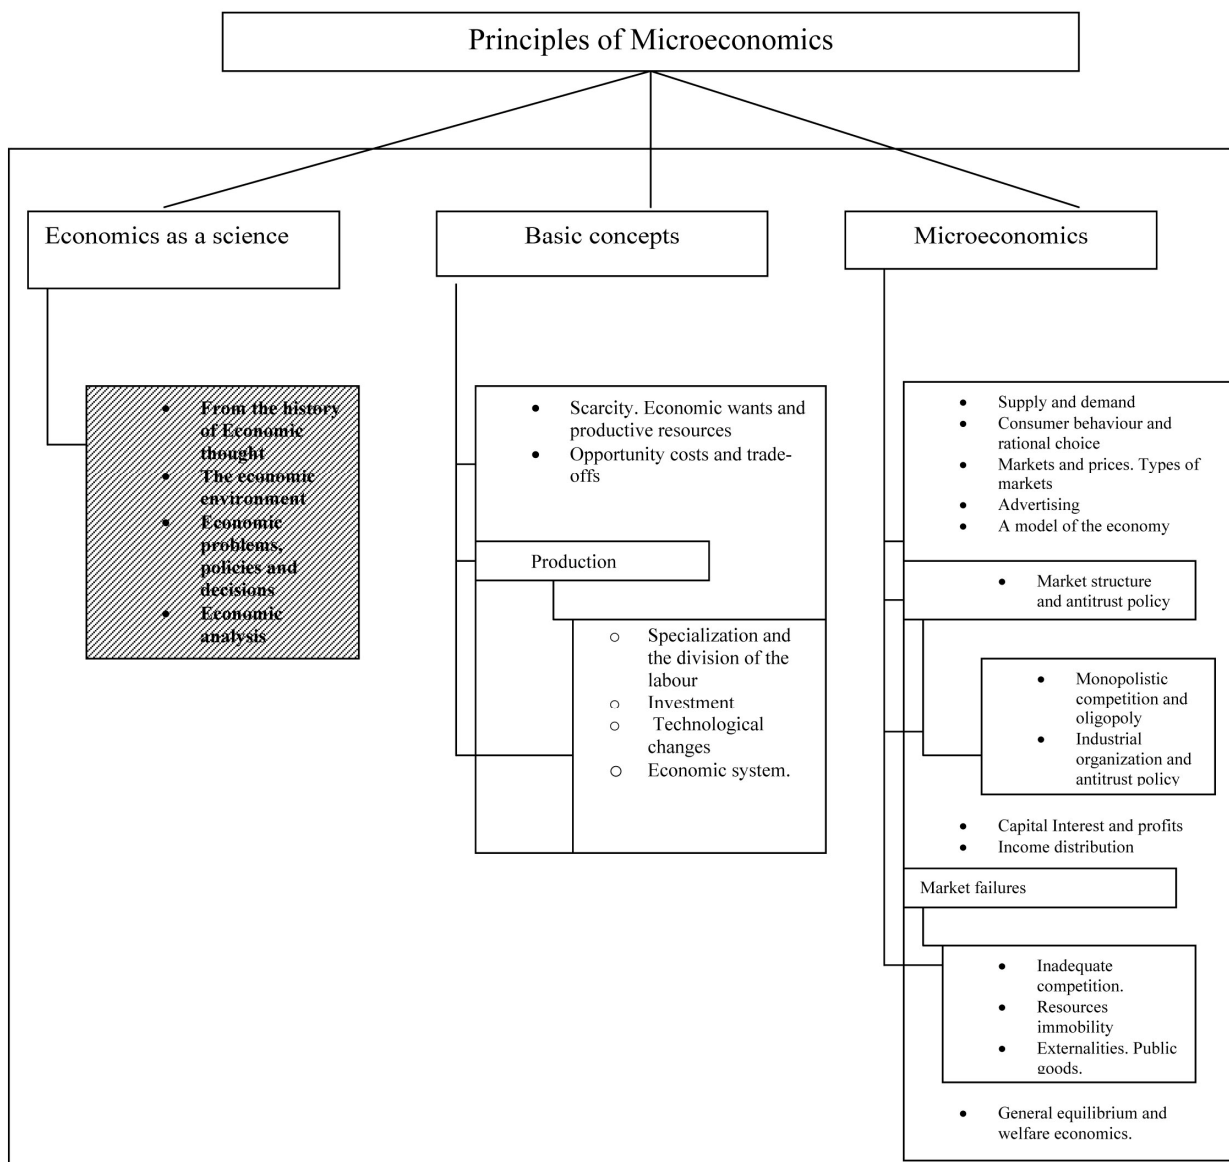 Principles of Microeconomics
Economics as a science
Basic concepts
Microeconomics
• From the history
of Economic
thought
• The economic
environment
• Economic
problems,
policies and
decisions
• Economic
analysis
• Scarcity. Economic wants and
productive resources
• Opportunity costs and trade-
offs
Production
○ Specialization and
the division of the
labour
○ Investment
○ Technological
changes
○ Economic system.
• Supply and demand
• Consumer behaviour and
rational choice
• Markets and prices. Types of
markets
• Advertising
• A model of the economy
• Market structure
and antitrust policy
• Monopolistic
competition and
oligopoly
• Industrial
organization and
antitrust policy
• Capital Interest and profits
• Income distribution
Market failures
• Inadequate
competition.
• Resources
immobility
• Externalities. Public
goods.
• General equilibrium and
welfare economics.